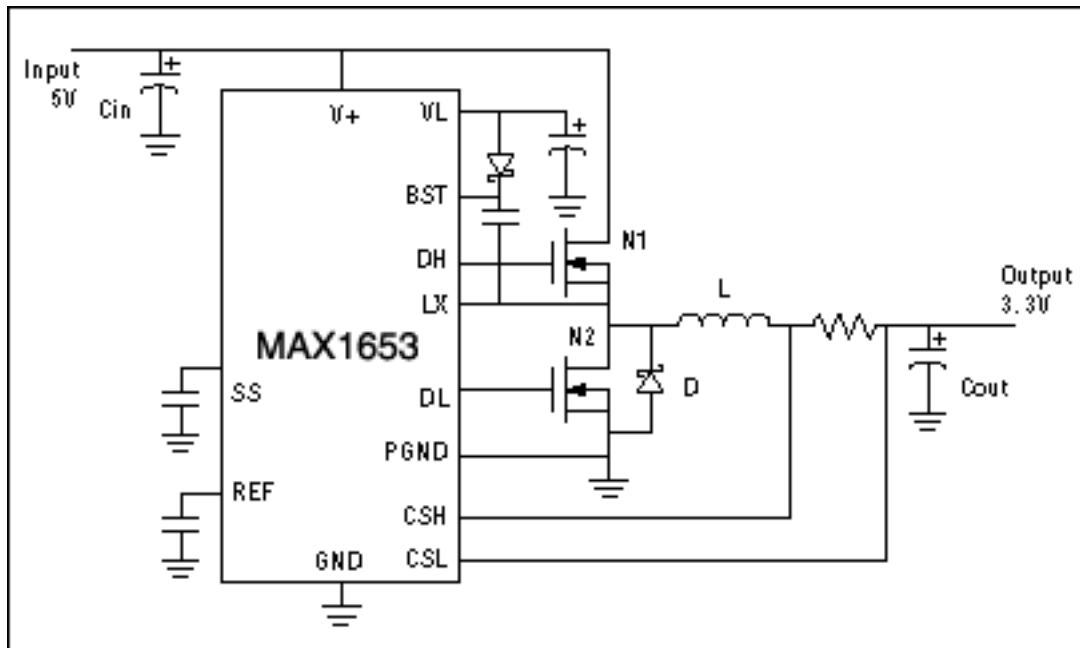 Input
5V
Cin
+
V+
VL
+
BST
DH
N1
LX
L
Output
3.3V
MAX1653
N2
+
SS
DL
D
Cout
PGND
REF
CSH
GND
CSL